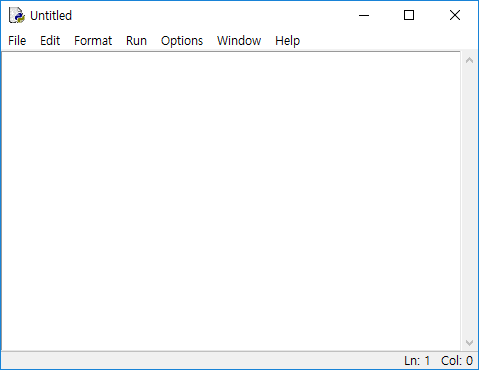 Untitled
File Edit Format Run Options Window Help
Ln: 1 Col: 0